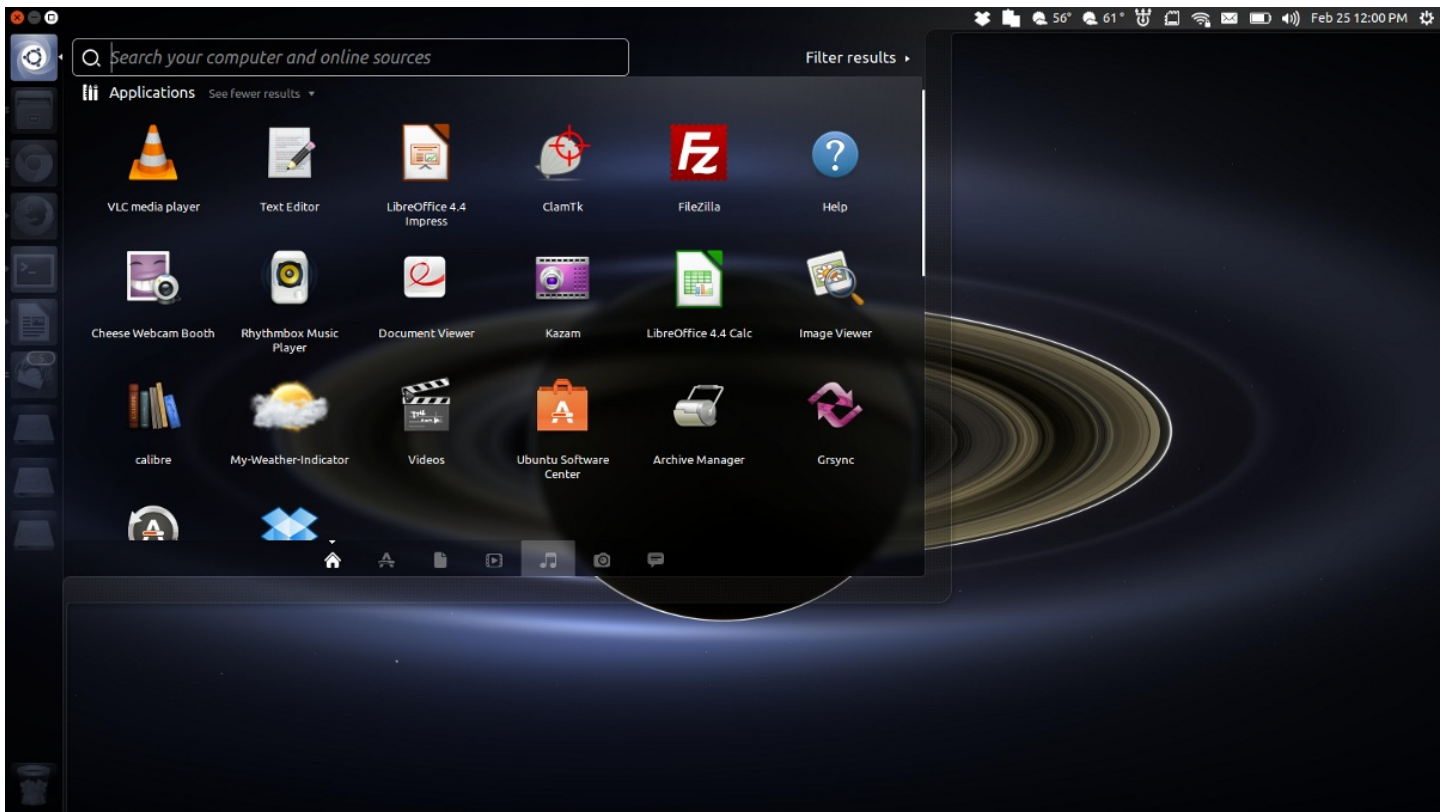 56° 61° Feb 25 12:00 PM
Search your computer and online sources
Filter results
Applications See fewer results
VLC media player
Text Editor
LibreOffice 4.4
Impress
ClamTk
FileZilla
Help
Cheese Webcam Booth
Rhythmbox Music
Player
Document Viewer
Kazam
LibreOffice 4.4 Calc
Image Viewer
calibre
My-Weather-Indicator
Videos
Ubuntu Software
Center
Archive Manager
Grsync